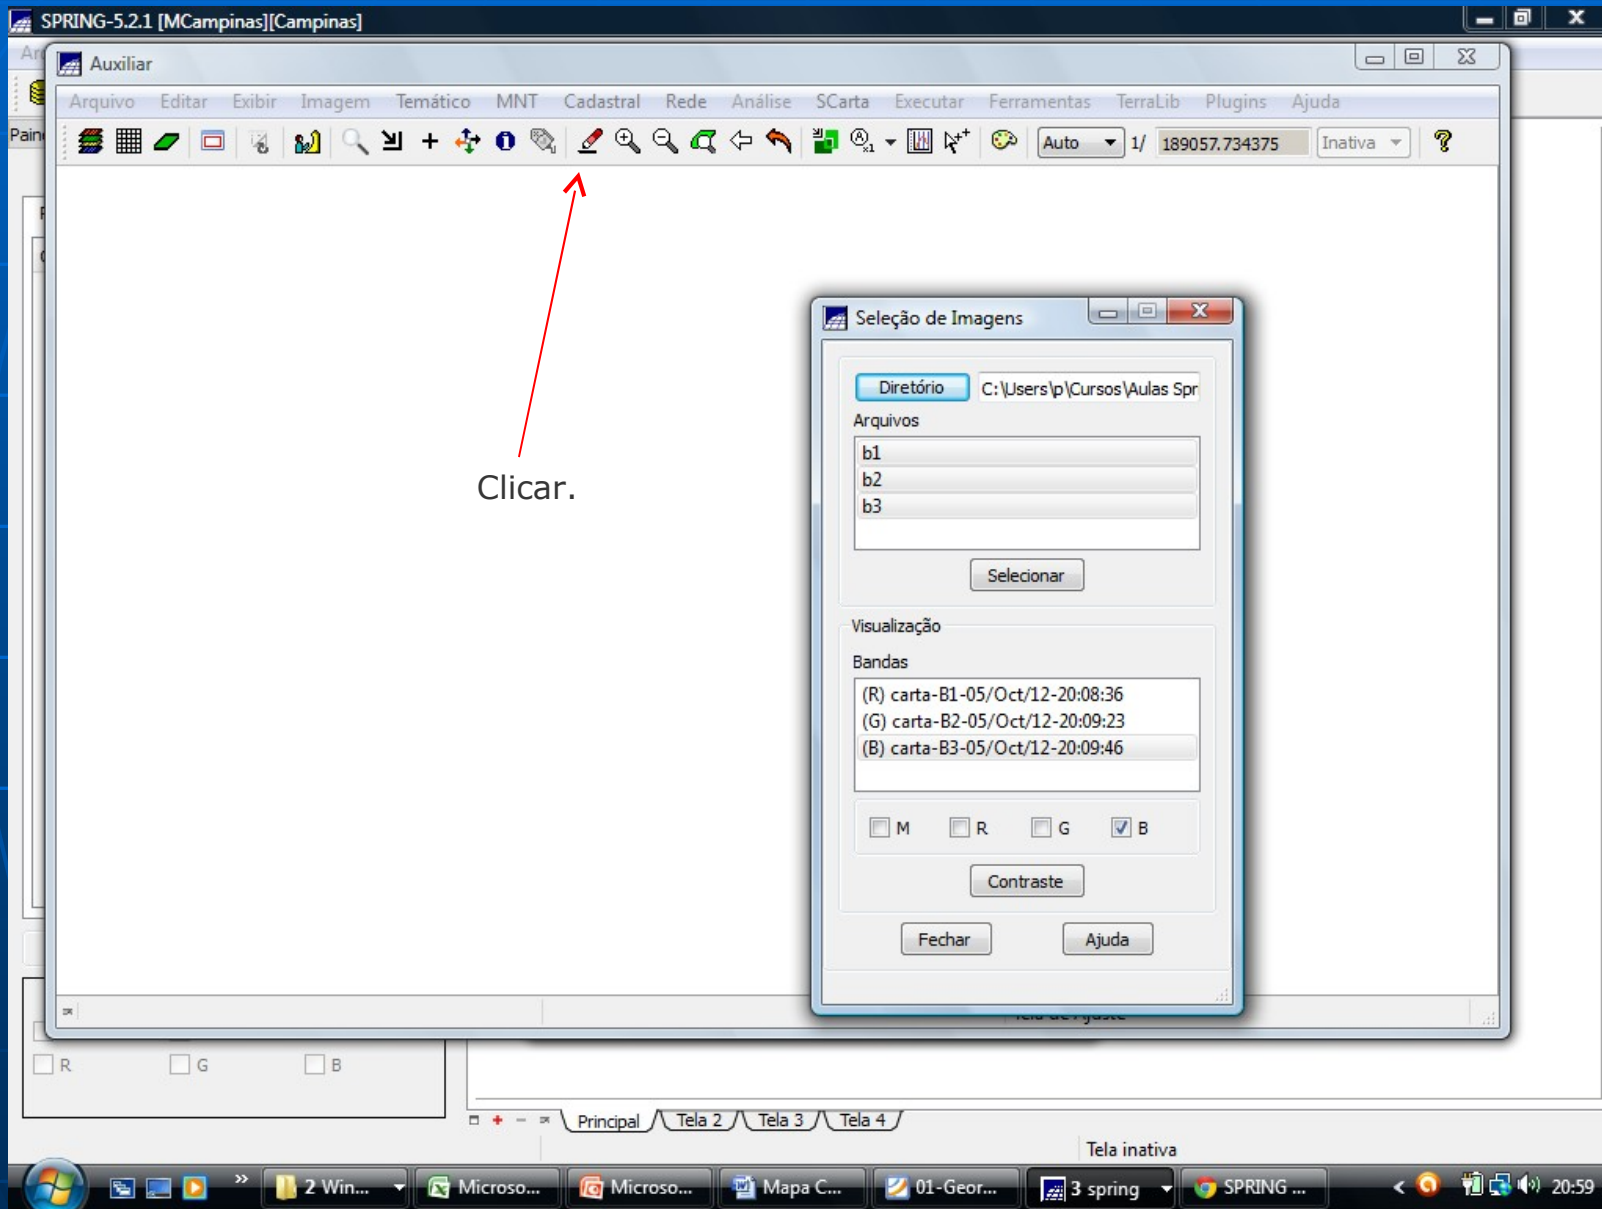 SPRING-5.2.1 [MCampinas][Campinas]
Auxiliar
Arquivo Editar Exibir Imagem Temático MNT Cadastral Rede Análise SCarta Executar Ferramentas TerraLib Plugins Ajuda
Auto 1/ 189057.734375 Inativa
Clicar.
Seleção de Imagens
Diretório C:\Users\p\Cursos\Aulas Spr
Arquivos
b1
b2
b3
Selecionar
Visualização
Bandas
(R) carta-B1-05/Oct/12-20:08:36
(G) carta-B2-05/Oct/12-20:09:23
(B) carta-B3-05/Oct/12-20:09:46
M R G B
Contraste
Fechar Ajuda
R G B
Principal Tela 2 Tela 3 Tela 4
Tela inativa
2 Win... Microso... Microso... Mapa C... 01-Geor... 3 spring SPRING ... 20:59